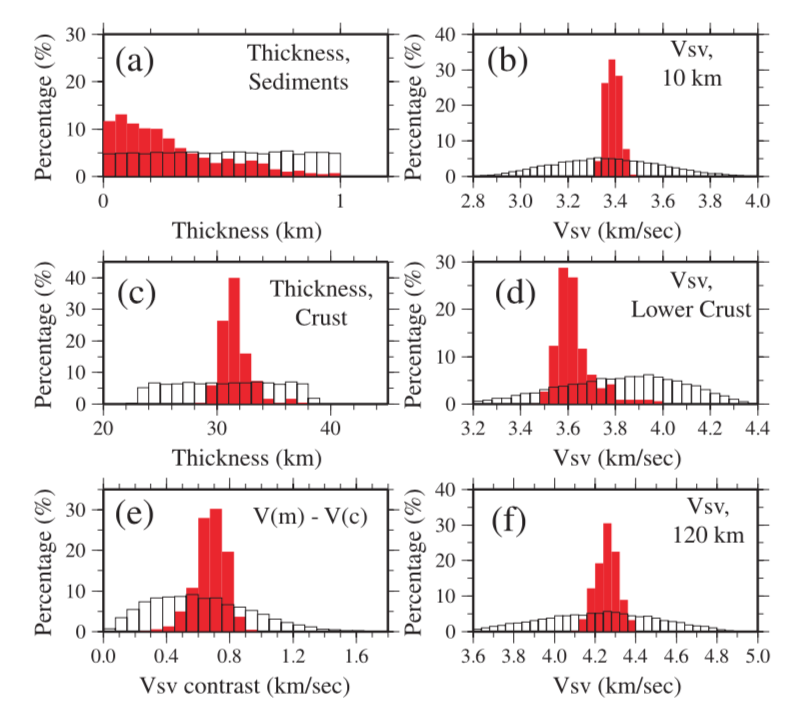 30
20
10
0
Percentage (%)
(a)
Thickness,
Sediments
0
1
Thickness (km)
40
30
20
10
0
Percentage (%)
(b)
Vsv,
10 km
2.8 3.0 3.2 3.4 3.6 3.8 4.0
Vsv (km/sec)
40
30
20
10
0
Percentage (%)
(c)
Thickness,
Crust
20 30 40
Thickness (km)
30
20
10
0
Percentage (%)
(d)
Vsv,
Lower Crust
3.2 3.4 3.6 3.8 4.0 4.2 4.4
Vsv (km/sec)
30
20
10
0
Percentage (%)
(e)
V(m) - V(c)
0.0 0.4 0.8 1.2 1.6
Vsv contrast (km/sec)
40
30
20
10
0
Percentage (%)
(f)
Vsv,
120 km
3.6 3.8 4.0 4.2 4.4 4.6 4.8 5.0
Vsv (km/sec)